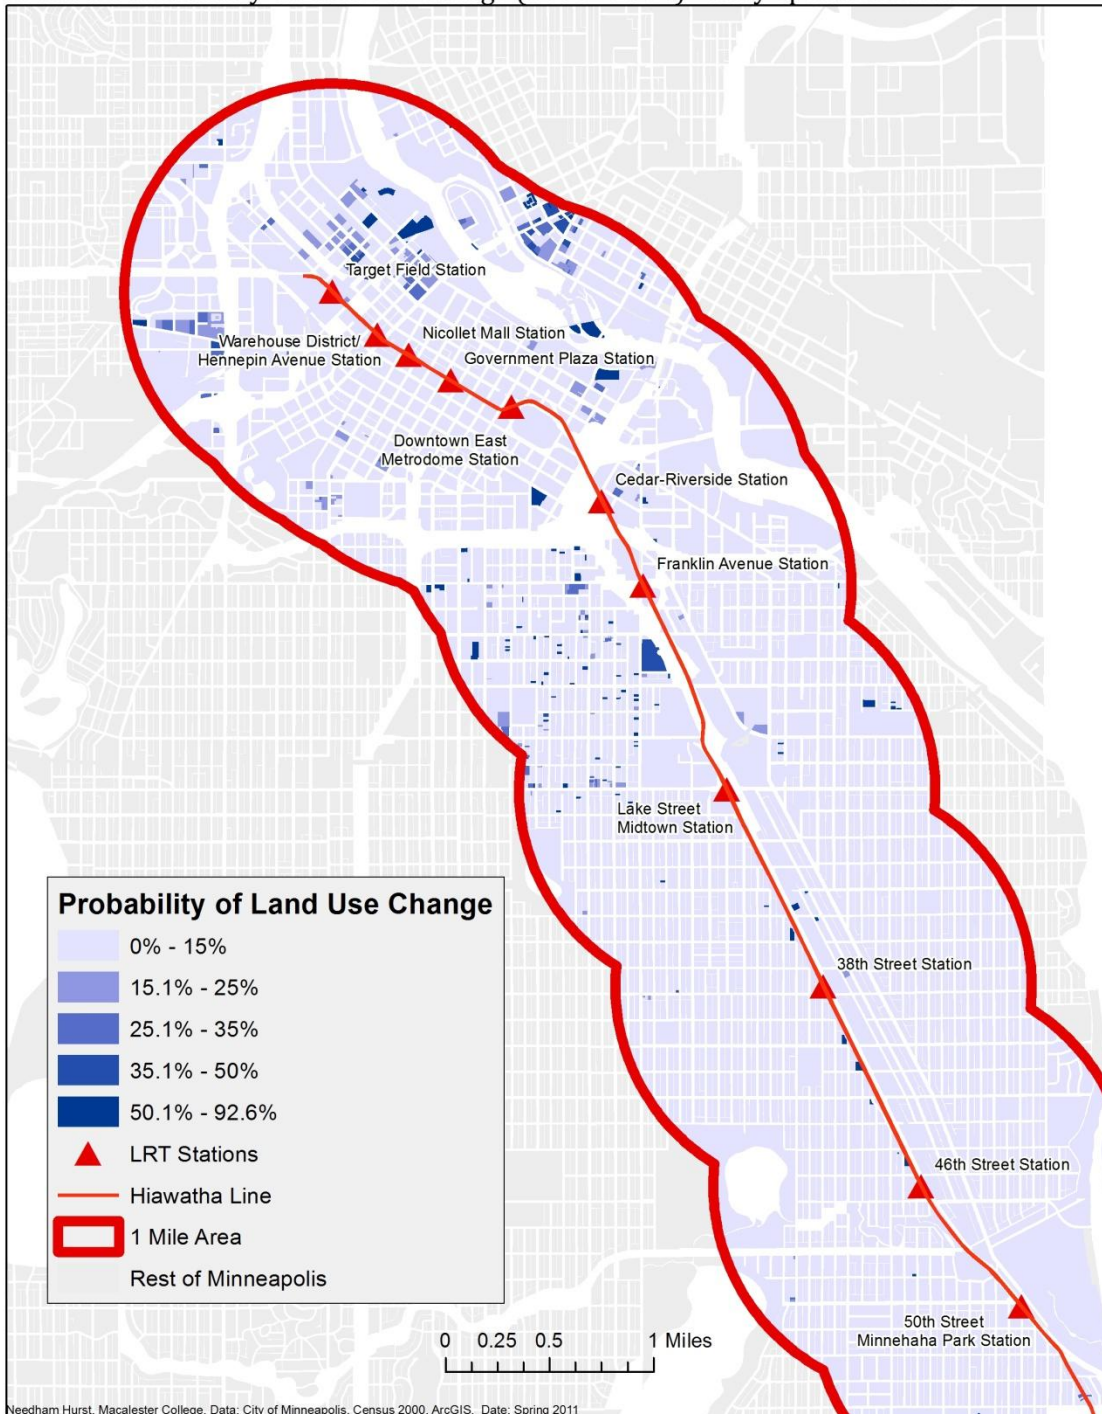 Target Field Station
Nicollet Mall Station
Warehouse District/
Hennepin Avenue Station
Government Plaza Station
Downtown East
Metrodome Station
Cedar-Riverside Station
Franklin Avenue Station
Lake Street
Midtown Station
38th Street Station
46th Street Station
50th Street
Minnehaha Park Station
Probability of Land Use Change
0% - 15%
15.1% - 25%
25.1% - 35%
35.1% - 50%
50.1% - 92.6%
LRT Stations
Hiawatha Line
1 Mile Area
Rest of Minneapolis
0 0.25 0.5 1 Miles
Needham Hurst, Macalester College, Data: City of Minneapolis, Census 2000, ArcGIS, Date: Spring 2011